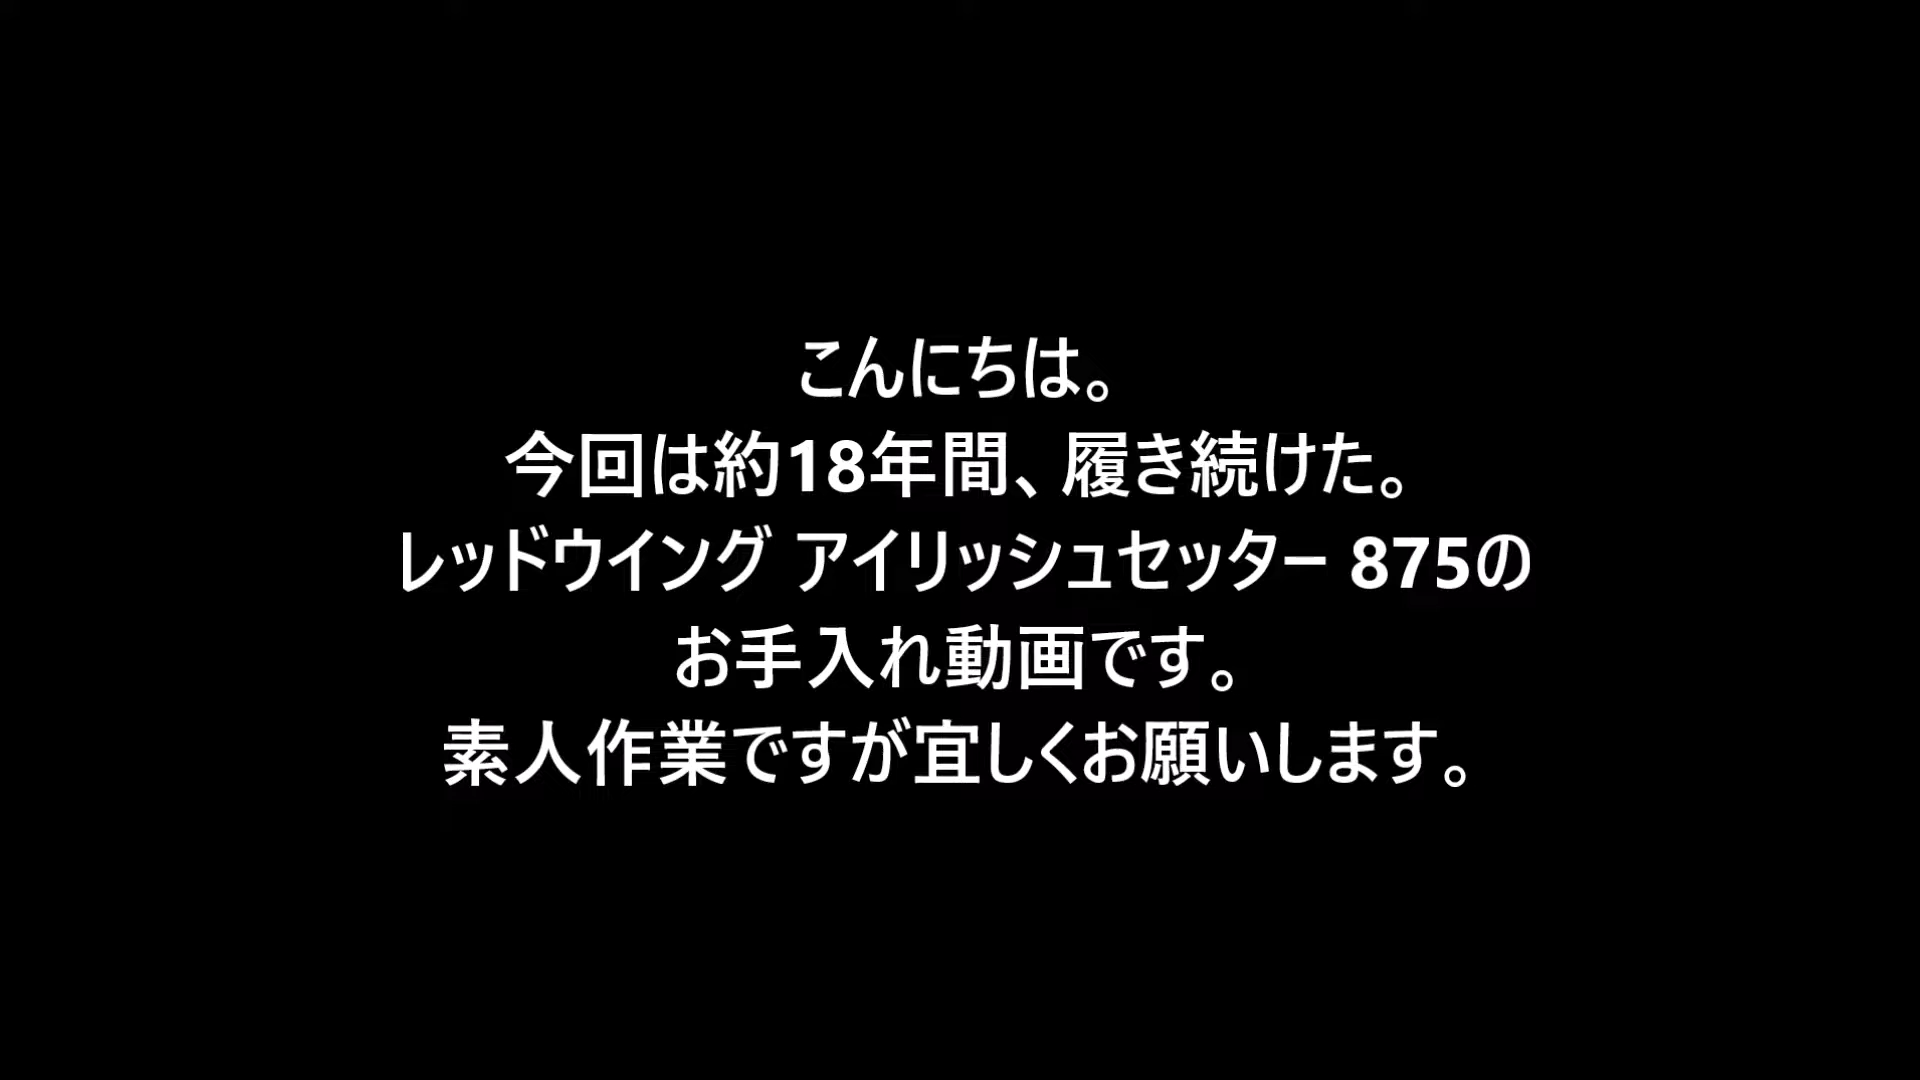 こんにちは。
今回は約18年間、履き続けた。
レッドウイング アイリッシュセッター 875の
お手入れ動画です。
素人作業ですが宜しくお願いします。